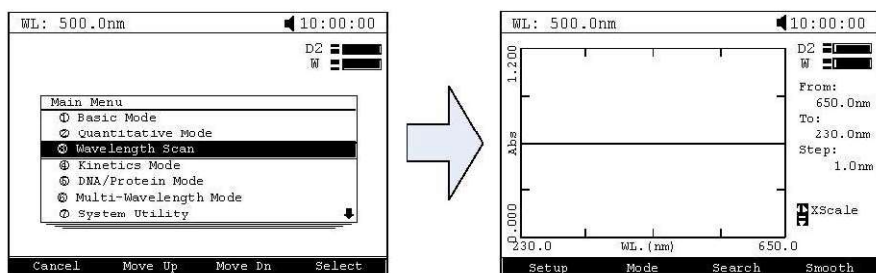 WL: 500.0nm 10:00:00
D2
W
Main Menu
① Basic Mode
② Quantitative Mode
③ Wavelength Scan
④ Kinetics Mode
⑤ DNA/Protein Mode
⑥ Multi-Wavelength Mode
⑦ System Utility
Cancel Move Up Move Dn Select
WL: 500.0nm 10:00:00
1.200
Abs
0.000
230.0 WL.(nm) 650.0
D2
W
From:
650.0nm
To:
230.0nm
Step:
1.0nm
XScale
Setup Mode Search Smooth